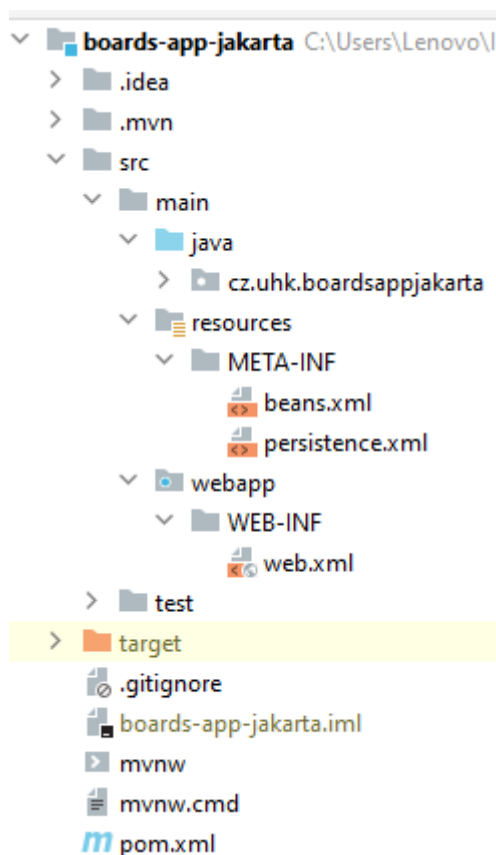 boards-app-jakarta C:\Users\Lenovo\I
.idea
.mvn
src
main
java
cz.uhk.boardsappjakarta
resources
META-INF
beans.xml
persistence.xml
webapp
WEB-INF
web.xml
test
target
.gitignore
boards-app-jakarta.iml
mvnw
mvnw.cmd
m pom.xml